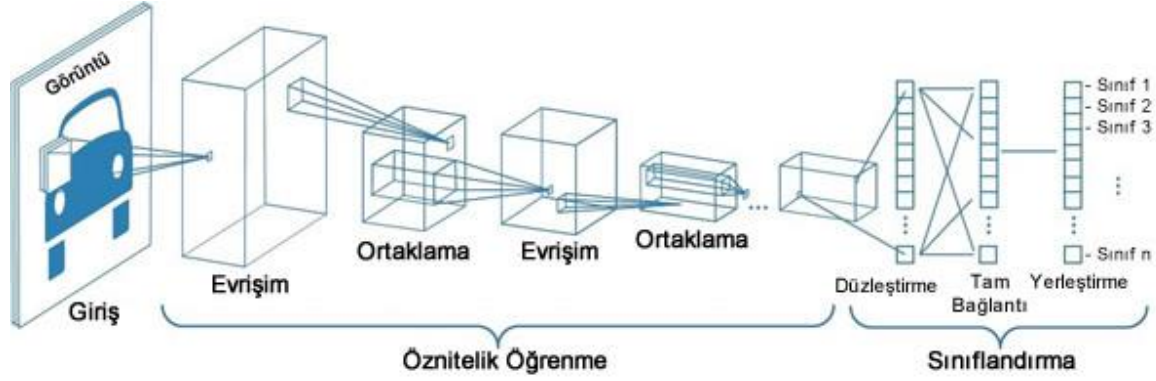 Görüntü
Giriş
Evrişim
Ortaklama
Evrişim
Ortaklama
...
Düzleştirme
Tam
Bağlantı
Yerleştirme
- Sınıf 1
- Sınıf 2
- Sınıf 3
- Sınıf n
Öznitelik Öğrenme
Sınıflandırma